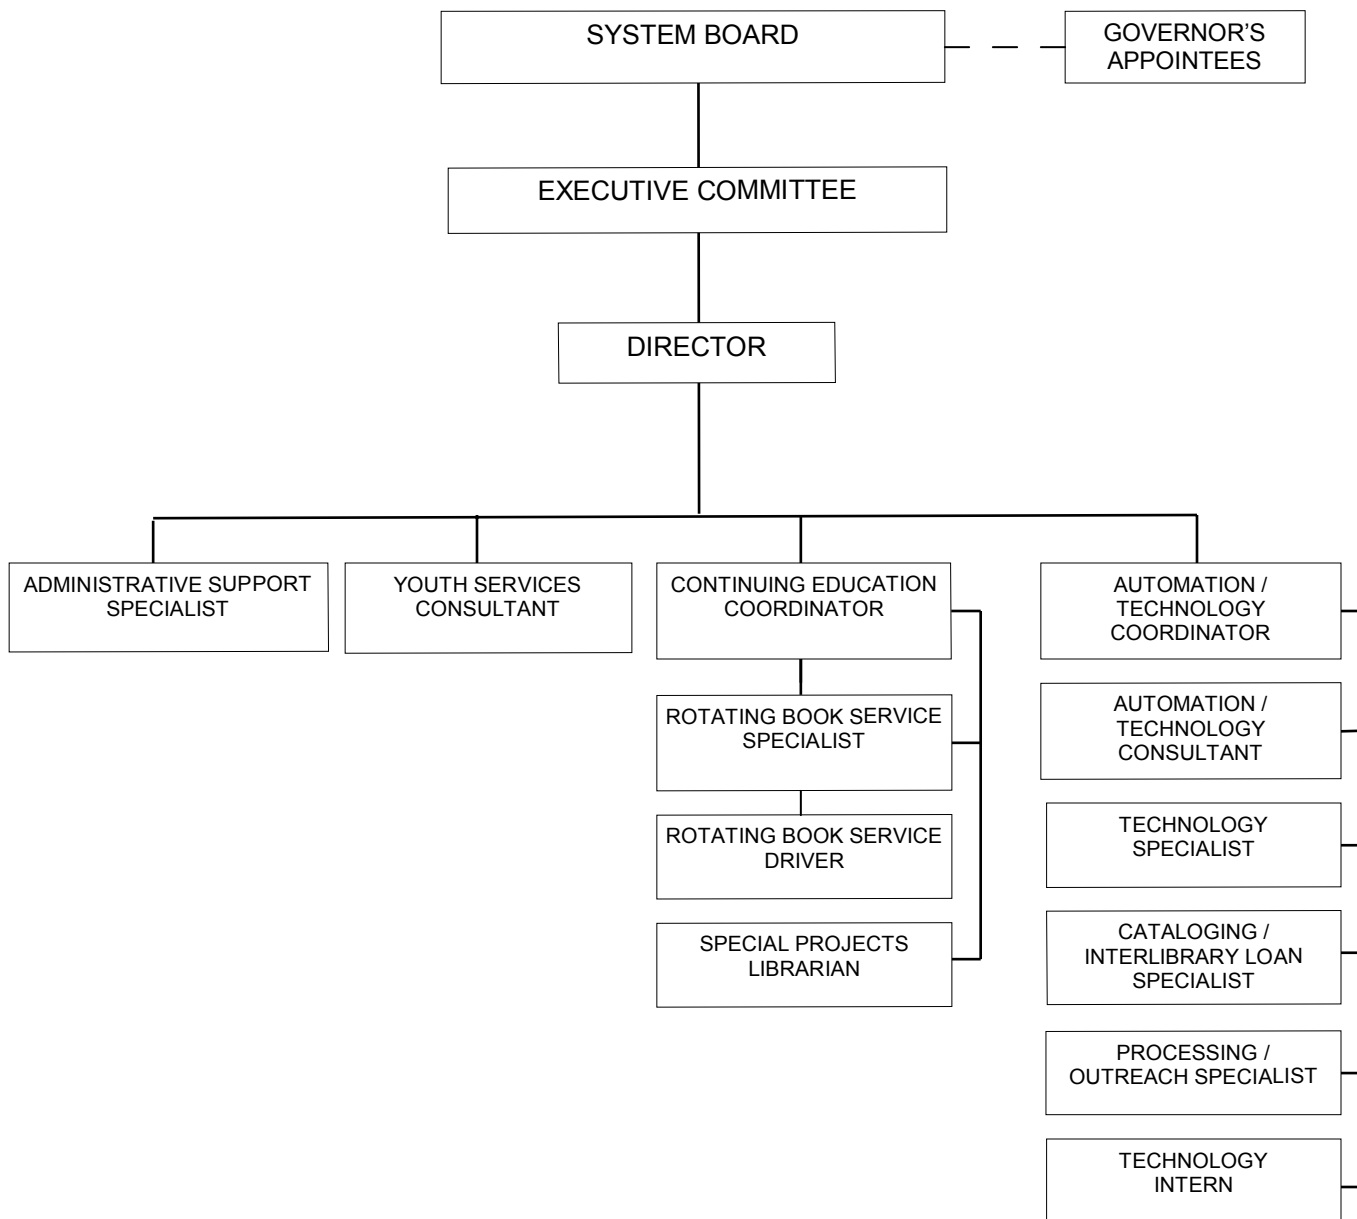 SYSTEM BOARD
GOVERNOR’S
APPOINTEES
EXECUTIVE COMMITTEE
DIRECTOR
ADMINISTRATIVE SUPPORT
SPECIALIST
YOUTH SERVICES
CONSULTANT
CONTINUING EDUCATION
COORDINATOR
AUTOMATION /
TECHNOLOGY
COORDINATOR
ROTATING BOOK SERVICE
SPECIALIST
AUTOMATION /
TECHNOLOGY
CONSULTANT
ROTATING BOOK SERVICE
DRIVER
TECHNOLOGY
SPECIALIST
SPECIAL PROJECTS
LIBRARIAN
CATALOGING /
INTERLIBRARY LOAN
SPECIALIST
PROCESSING /
OUTREACH SPECIALIST
TECHNOLOGY
INTERN